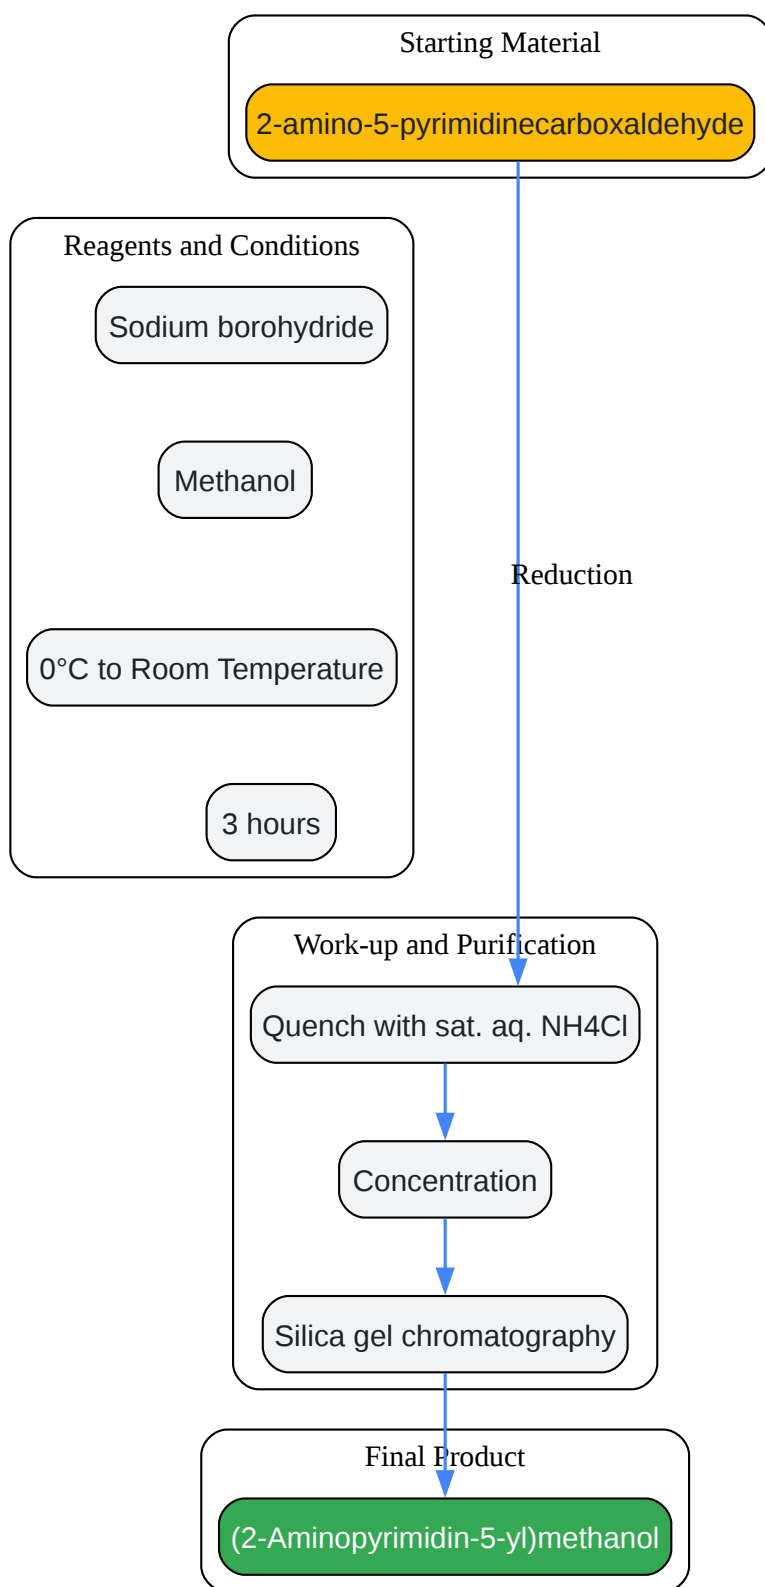 Starting Material
2-amino-5-pyrimidinecarboxaldehyde
Reagents and Conditions
Sodium borohydride
Methanol
Reduction
0°C to Room Temperature
3 hours
Work-up and Purification
Quench with sat. aq. NH4Cl
Concentration
Silica gel chromatography
Final Product
(2-Aminopyrimidin-5-yl)methanol